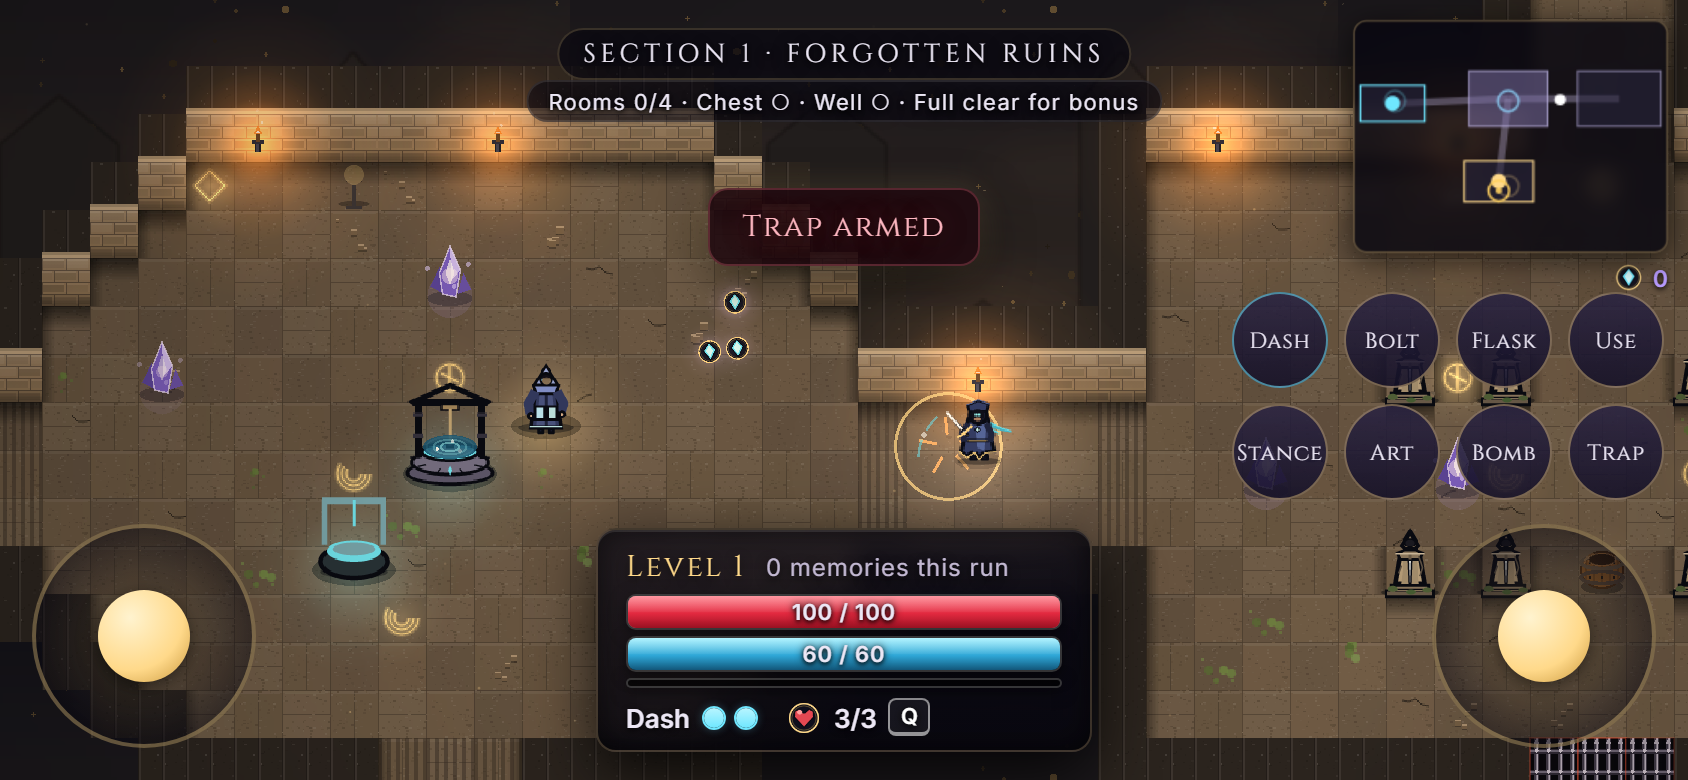 SECTION 1 · FORGOTTEN RUINS
Rooms 0/4 · Chest ○ · Well ○ · Full clear for bonus
TRAP ARMED
0
DASH
BOLT
FLASK
USE
STANCE
ART
BOMB
TRAP
LEVEL 1 0 memories this run
100 / 100
60 / 60
Dash 3/3 Q